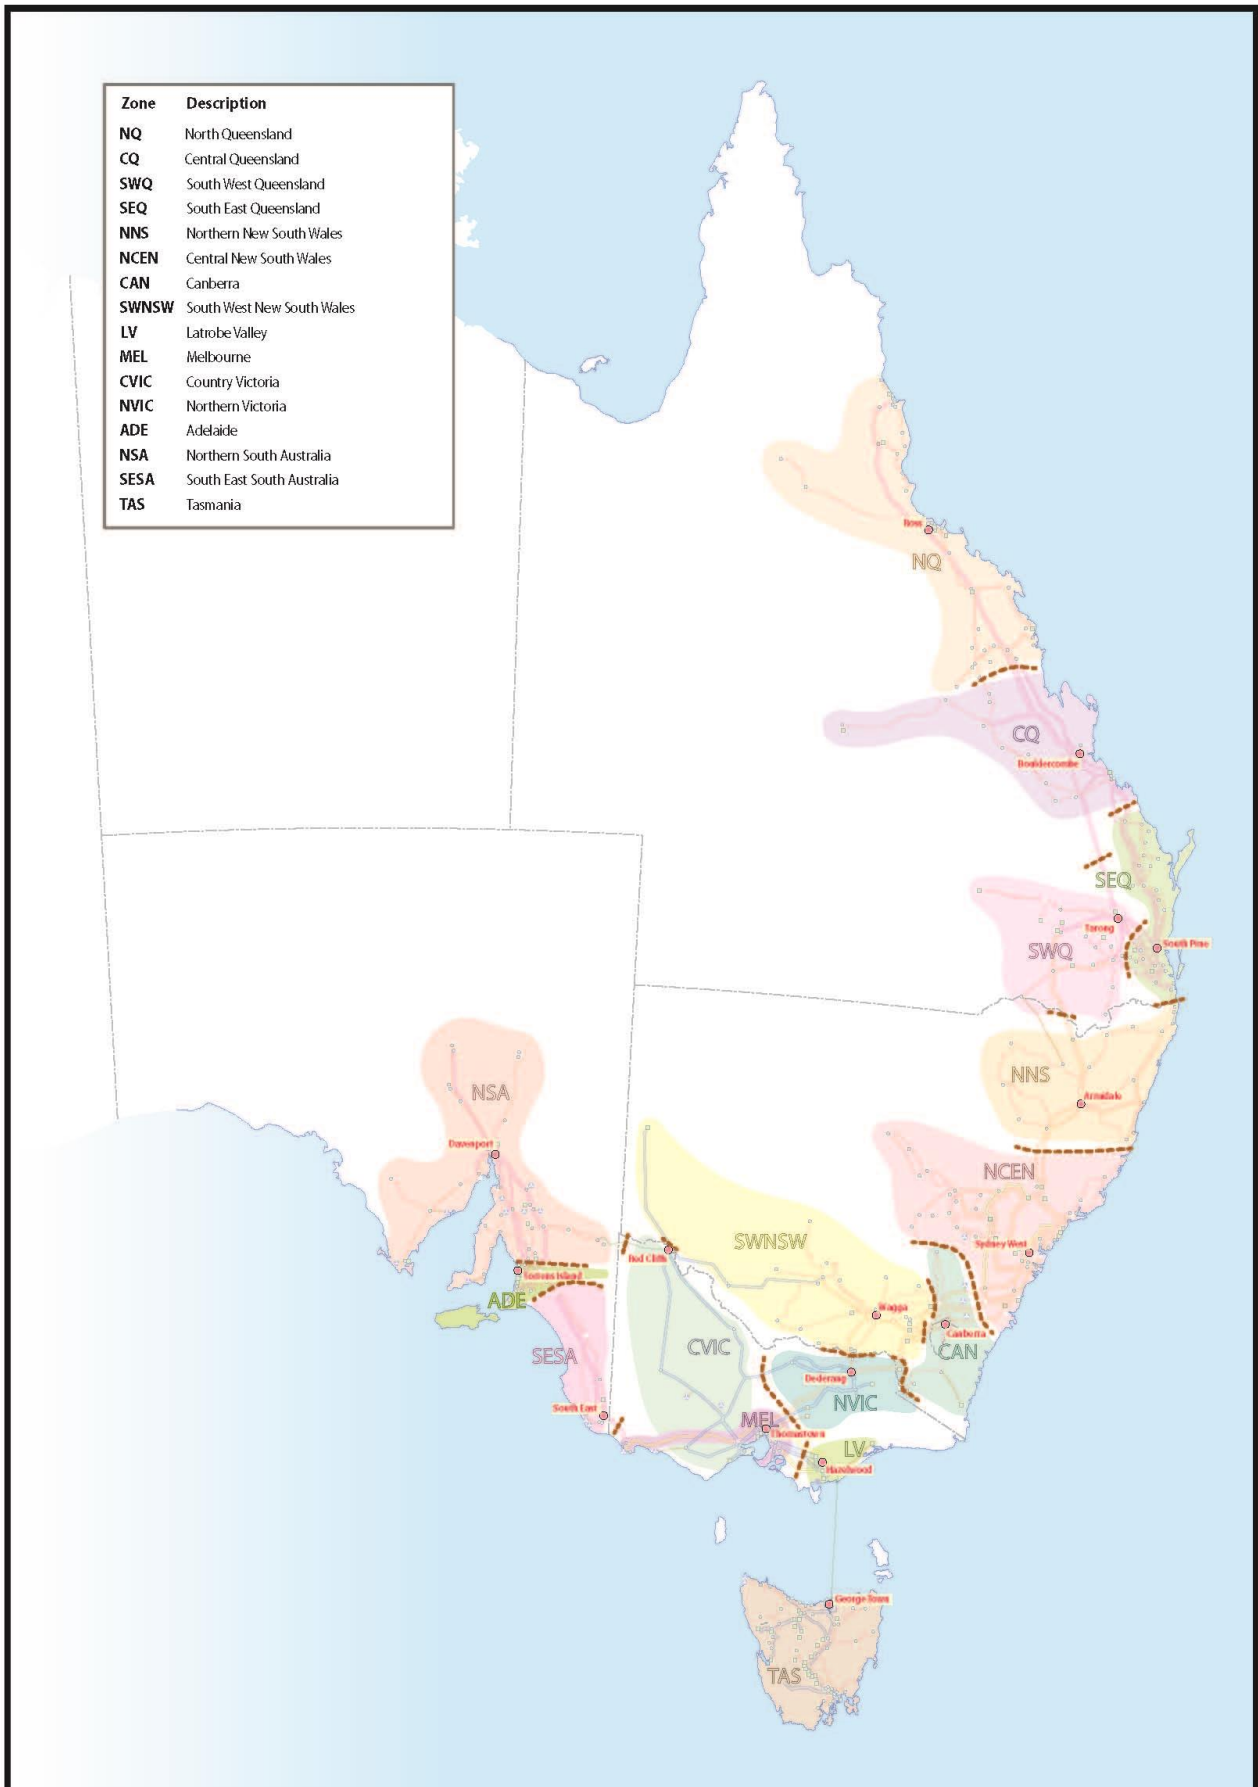 Zone Description
NQ North Queensland
CQ Central Queensland
SWQ South West Queensland
SEQ South East Queensland
NNS Northern New South Wales
NCEN Central New South Wales
CAN Canberra
SWNSW South West New South Wales
LV Latrobe Valley
MEL Melbourne
CVIC Country Victoria
NVIC Northern Victoria
ADE Adelaide
NSA Northern South Australia
SESA South East South Australia
TAS Tasmania
Ross
NQ
CQ
Bouldercombe
SEQ
Tarong
South Pine
SWQ
NNS
Armidale
NSA
Davenport
NCEN
SWNSW
Sydney West
Red Cliffs
Torrens Island
ADE
Wagga
Canberra
CVIC
CAN
SESA
Dederang
NVIC
South East
MEL
Thomastown
LV
Hazelwood
George Town
TAS